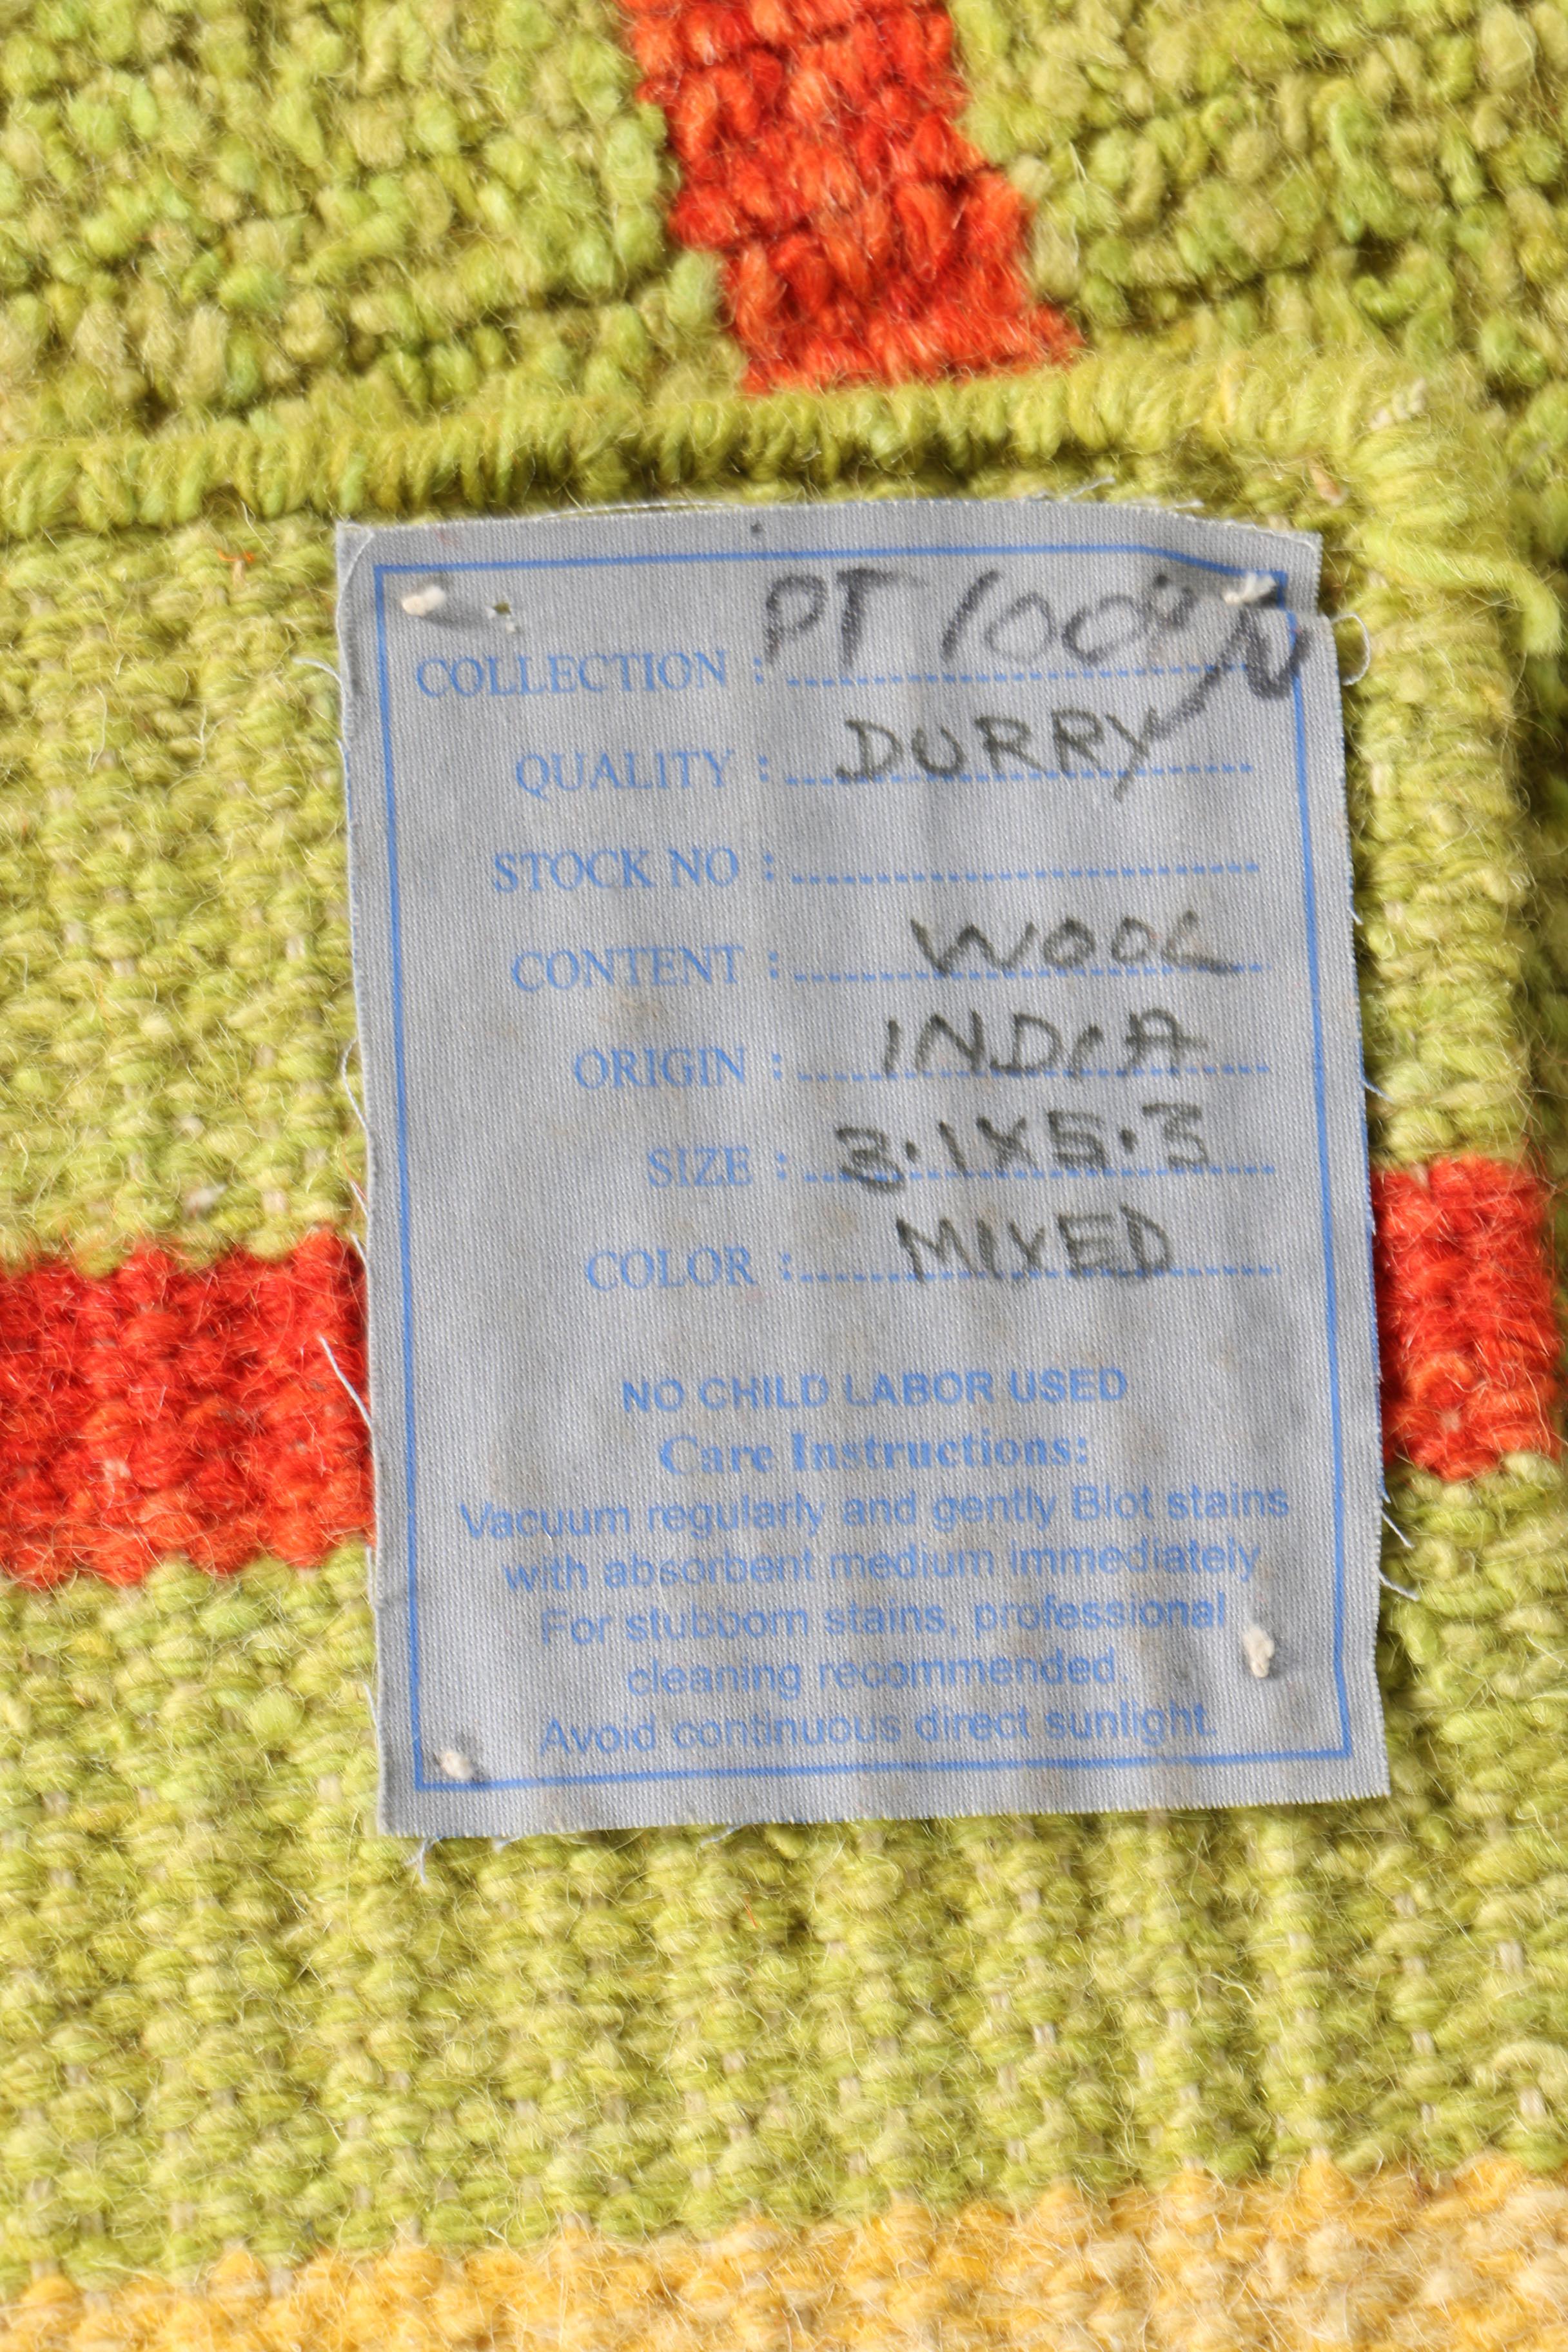 COLLECTION : PT
QUALITY : DURRY
STOCK NO :
CONTENT : WOOL
ORIGIN : INDIA
SIZE : 3.1X5.3
COLOR : MIXED
NO CHILD LABOR USED
Care Instructions:
Vacuum regularly and gently Blot stains
with absorbent medium immediately
For stubborn stains, professional
cleaning recommended.
Avoid continuous direct sunlight.